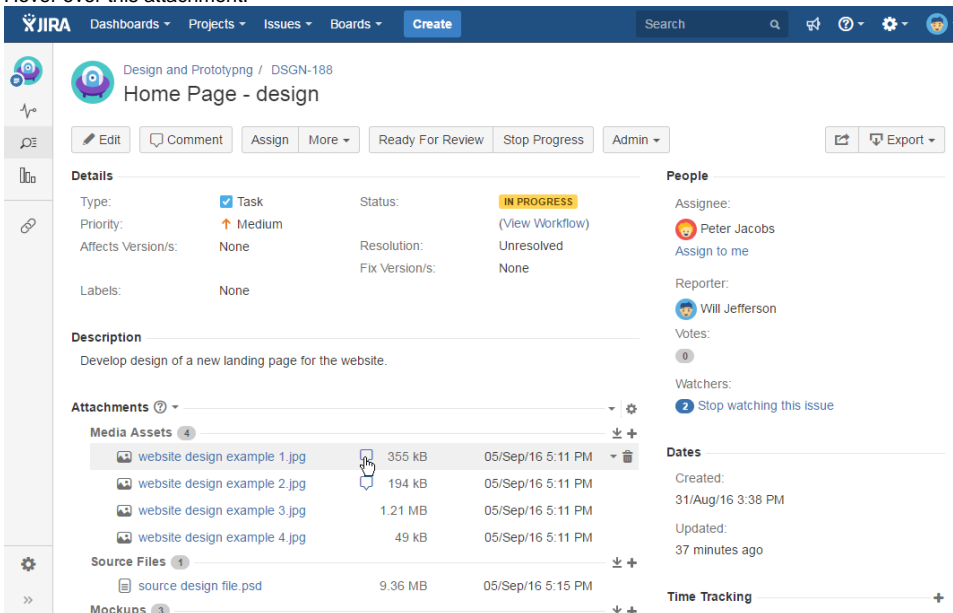 Hover over this attachment.
JIRA Dashboards Projects Issues Boards Create Search
Design and Prototypng / DSGN-188
Home Page - design
Edit Comment Assign More Ready For Review Stop Progress Admin Export
Details
Type: Task Status: IN PROGRESS
Priority: Medium (View Workflow)
Affects Version/s: None Resolution: Unresolved
Fix Version/s: None
Labels: None
Description
Develop design of a new landing page for the website.
Attachments
Media Assets 4
website design example 1.jpg 355 kB 05/Sep/16 5:11 PM
website design example 2.jpg 194 kB 05/Sep/16 5:11 PM
website design example 3.jpg 1.21 MB 05/Sep/16 5:11 PM
website design example 4.jpg 49 kB 05/Sep/16 5:11 PM
Source Files 1
source design file.psd 9.36 MB 05/Sep/16 5:15 PM
Mockups 3
People
Assignee:
Peter Jacobs
Assign to me
Reporter:
Will Jefferson
Votes:
0
Watchers:
2 Stop watching this issue
Dates
Created:
31/Aug/16 3:38 PM
Updated:
37 minutes ago
Time Tracking